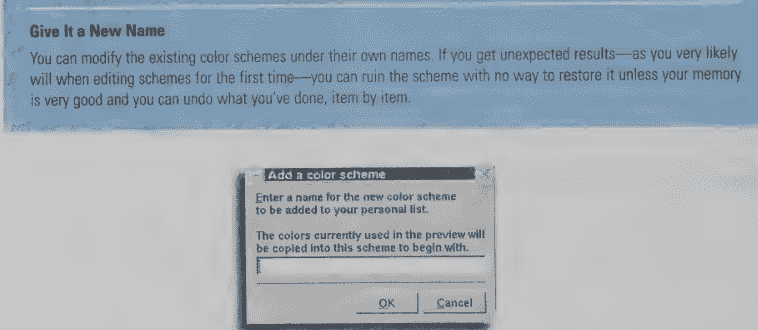 Give It a New Name
You can modify the existing color schemes under their own names. If you get unexpected results—as you very likely
will when editing schemes for the first time—you can ruin the scheme with no way to restore it unless your memory
is very good and you can undo what you've done, item by item.
Add a color scheme
Enter a name for the new color scheme
to be added to your personal list.
The colors currently used in the preview will
be copied into this scheme to begin with.
OK Cancel